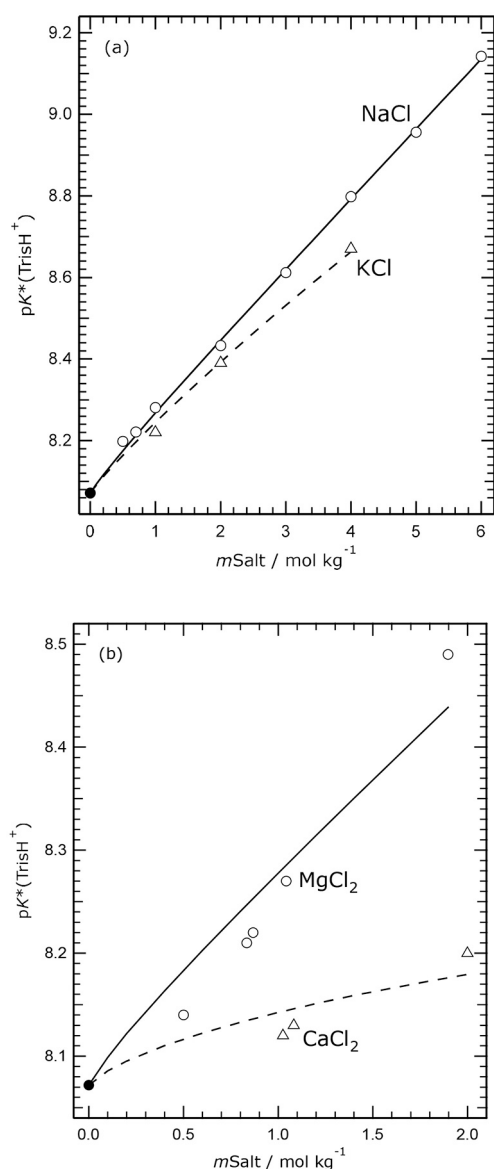 (a)
9.2
9.0
8.8
8.6
8.4
8.2
pK*(TrisH+)
NaCl
KCl
0 1 2 3 4 5 6
mSalt / mol kg-1
(b)
8.5
8.4
8.3
8.2
8.1
pK*(TrisH+)
MgCl2
CaCl2
0.0 0.5 1.0 1.5 2.0
mSalt / mol kg-1